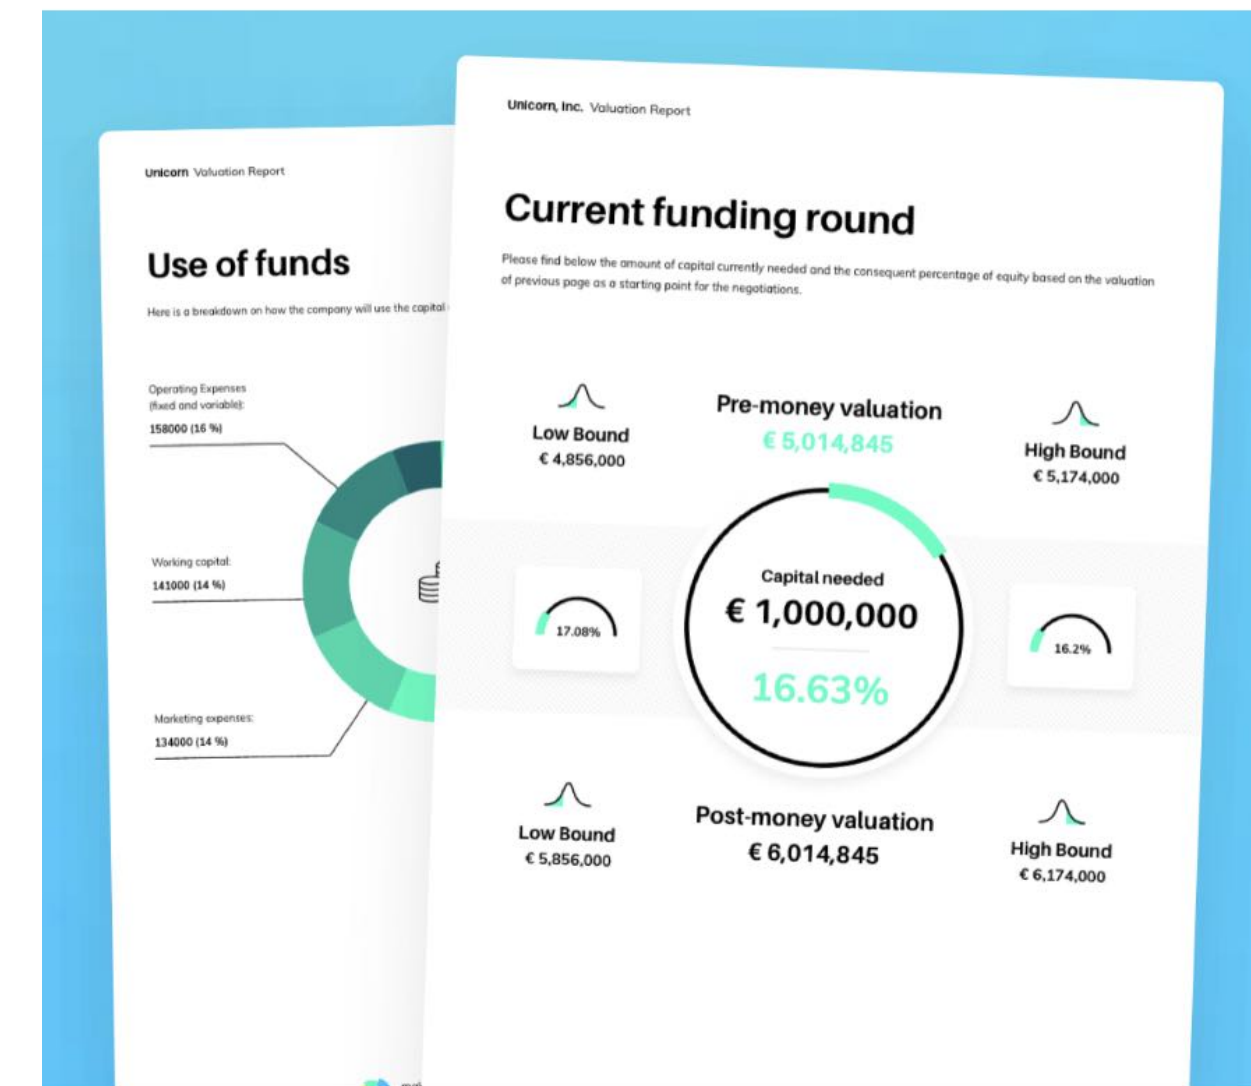 Unicorn Valuation Report
Use of funds
Here is a breakdown on how the company will use the capital
Operating Expenses
(fixed and variable):
158000 (16 %)
Working capital:
141000 (14 %)
Marketing expenses:
134000 (14 %)
Unicorn, Inc. Valuation Report
Current funding round
Please find below the amount of capital currently needed and the consequent percentage of equity based on the valuation
of previous page as a starting point for the negotiations.
Low Bound
€ 4,856,000
Pre-money valuation
€ 5,014,845
High Bound
€ 5,174,000
17.08%
Capital needed
€ 1,000,000
16.63%
16.2%
Low Bound
€ 5,856,000
Post-money valuation
€ 6,014,845
High Bound
€ 6,174,000